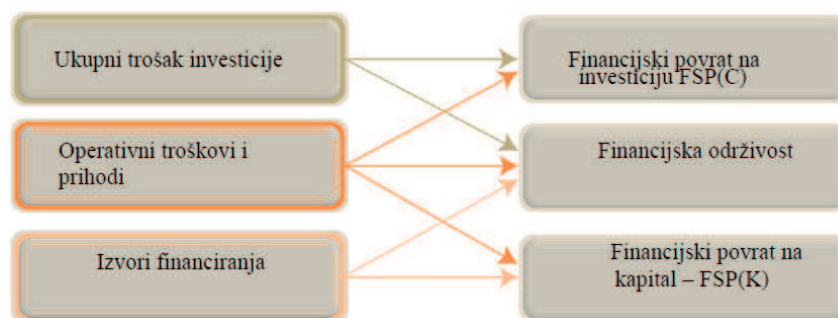 Ukupni trošak investicije
Financijski povrat na
investiciju FSP(C)
Operativni troškovi i
prihodi
Financijska održivost
Izvori financiranja
Financijski povrat na
kapital – FSP(K)